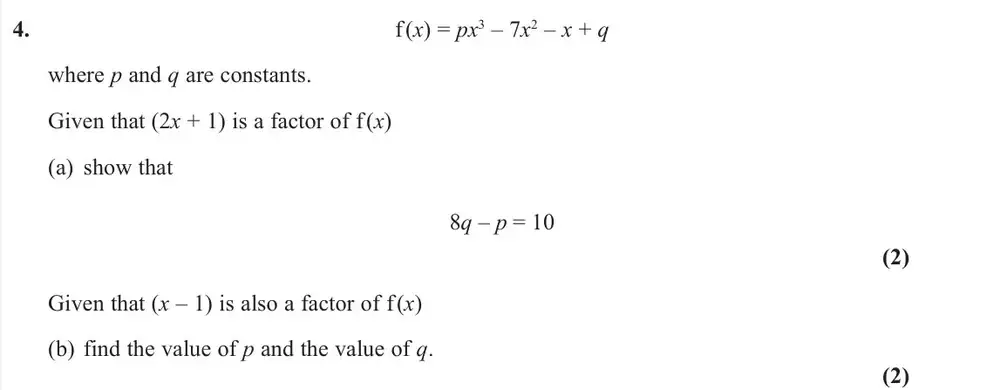 4. f(x) = px³ – 7x² – x + q
where p and q are constants.
Given that (2x + 1) is a factor of f(x)
(a) show that
8q – p = 10
(2)
Given that (x – 1) is also a factor of f(x)
(b) find the value of p and the value of q.
(2)